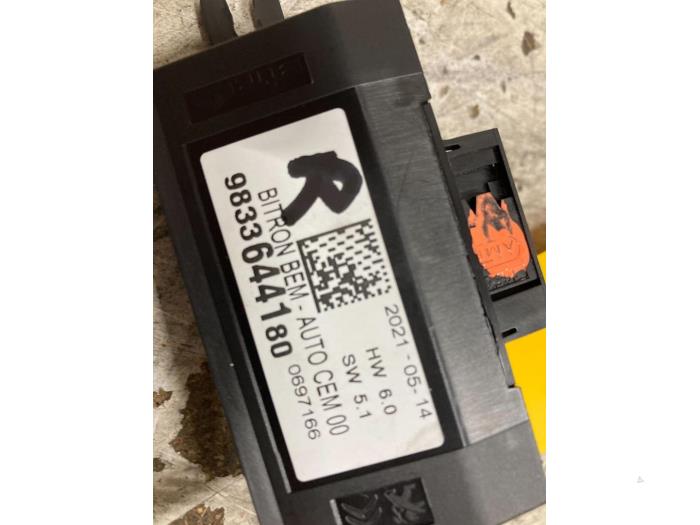 R
2021-05-14
HW 6.0
SW 5.1
BITRON BEM - AUTO CEM 00
9833644180 0697166